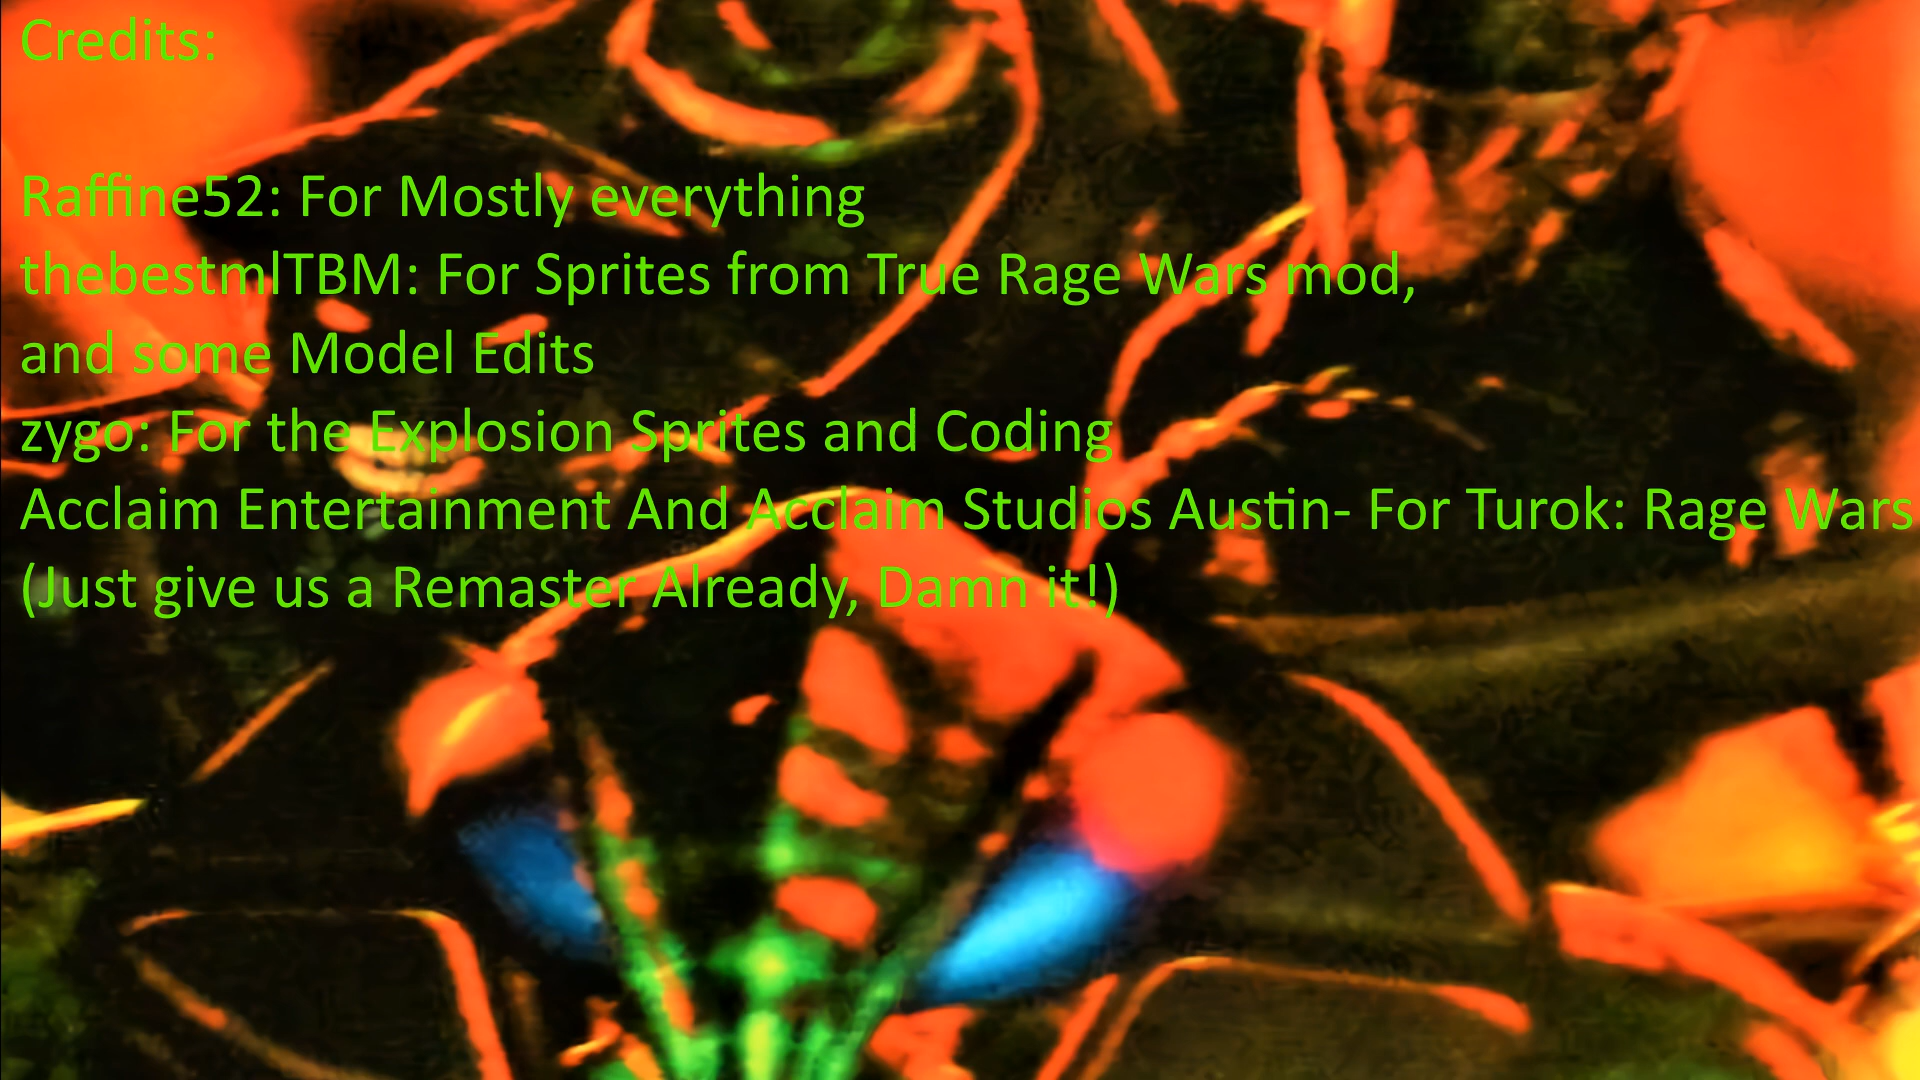 Credits:
Raffine52: For Mostly everything
thebestmlTBM: For Sprites from True Rage Wars mod,
and some Model Edits
zygo: For the Explosion Sprites and Coding
Acclaim Entertainment And Acclaim Studios Austin- For Turok: Rage Wars
(Just give us a Remaster Already, Damn it!)